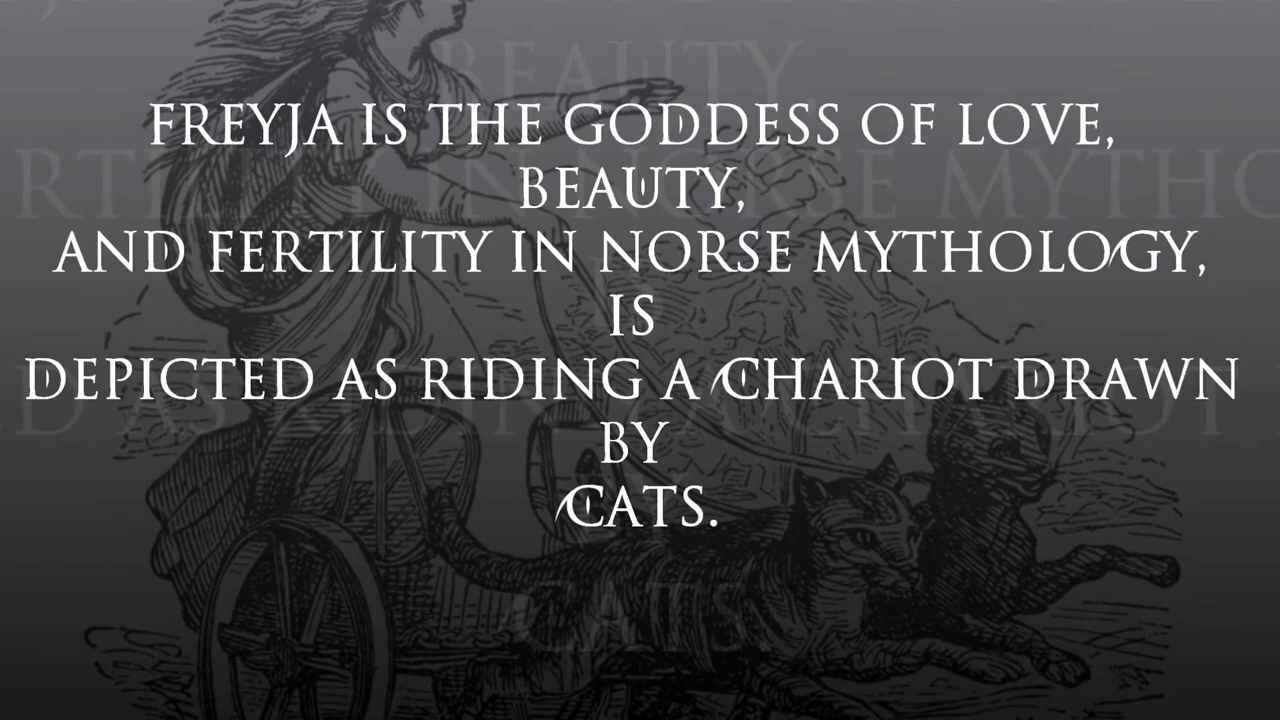 FREYJA IS THE GODDESS OF LOVE,
BEAUTY,
AND FERTILITY IN NORSE MYTHOLOGY,
IS
DEPICTED AS RIDING A CHARIOT DRAWN
BY
CATS.